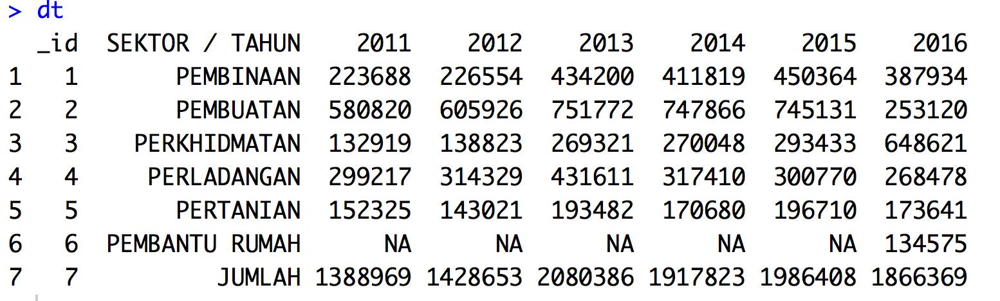 > dt
_id SEKTOR / TAHUN 2011 2012 2013 2014 2015 2016
1 1 PEMBINAAN 223688 226554 434200 411819 450364 387934
2 2 PEMBUATAN 580820 605926 751772 747866 745131 253120
3 3 PERKHIDMATAN 132919 138823 269321 270048 293433 648621
4 4 PERLADANGAN 299217 314329 431611 317410 300770 268478
5 5 PERTANIAN 152325 143021 193482 170680 196710 173641
6 6 PEMBANTU RUMAH NA NA NA NA NA 134575
7 7 JUMLAH 1388969 1428653 2080386 1917823 1986408 1866369